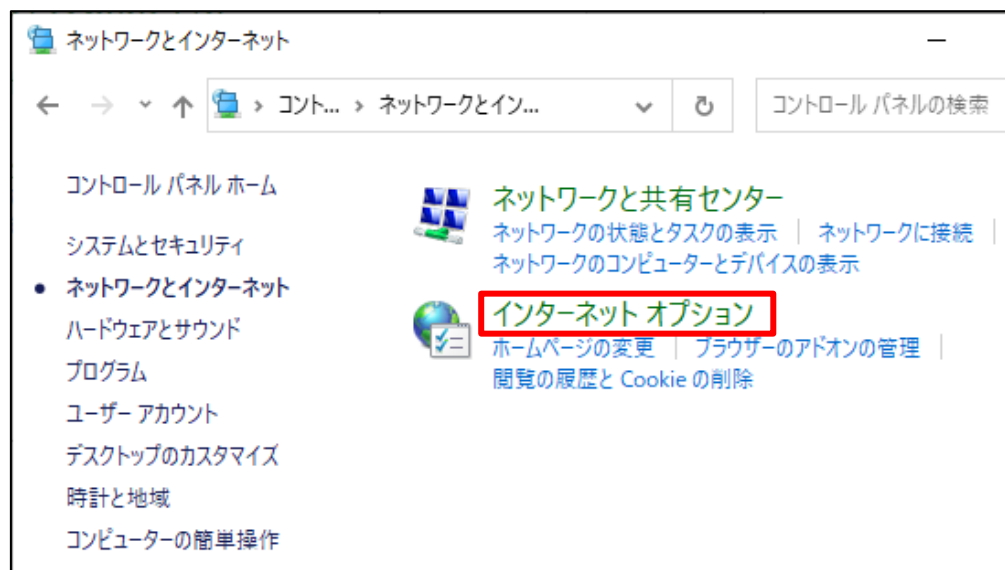 ネットワークとインターネット
コント... › ネットワークとイン...
コントロール パネルの検索
コントロール パネル ホーム
システムとセキュリティ
ネットワークとインターネット
ハードウェアとサウンド
プログラム
ユーザー アカウント
デスクトップのカスタマイズ
時計と地域
コンピューターの簡単操作
ネットワークと共有センター
ネットワークの状態とタスクの表示 | ネットワークに接続 |
ネットワークのコンピューターとデバイスの表示
インターネット オプション
ホームページの変更 | ブラウザーのアドオンの管理 |
閲覧の履歴と Cookie の削除